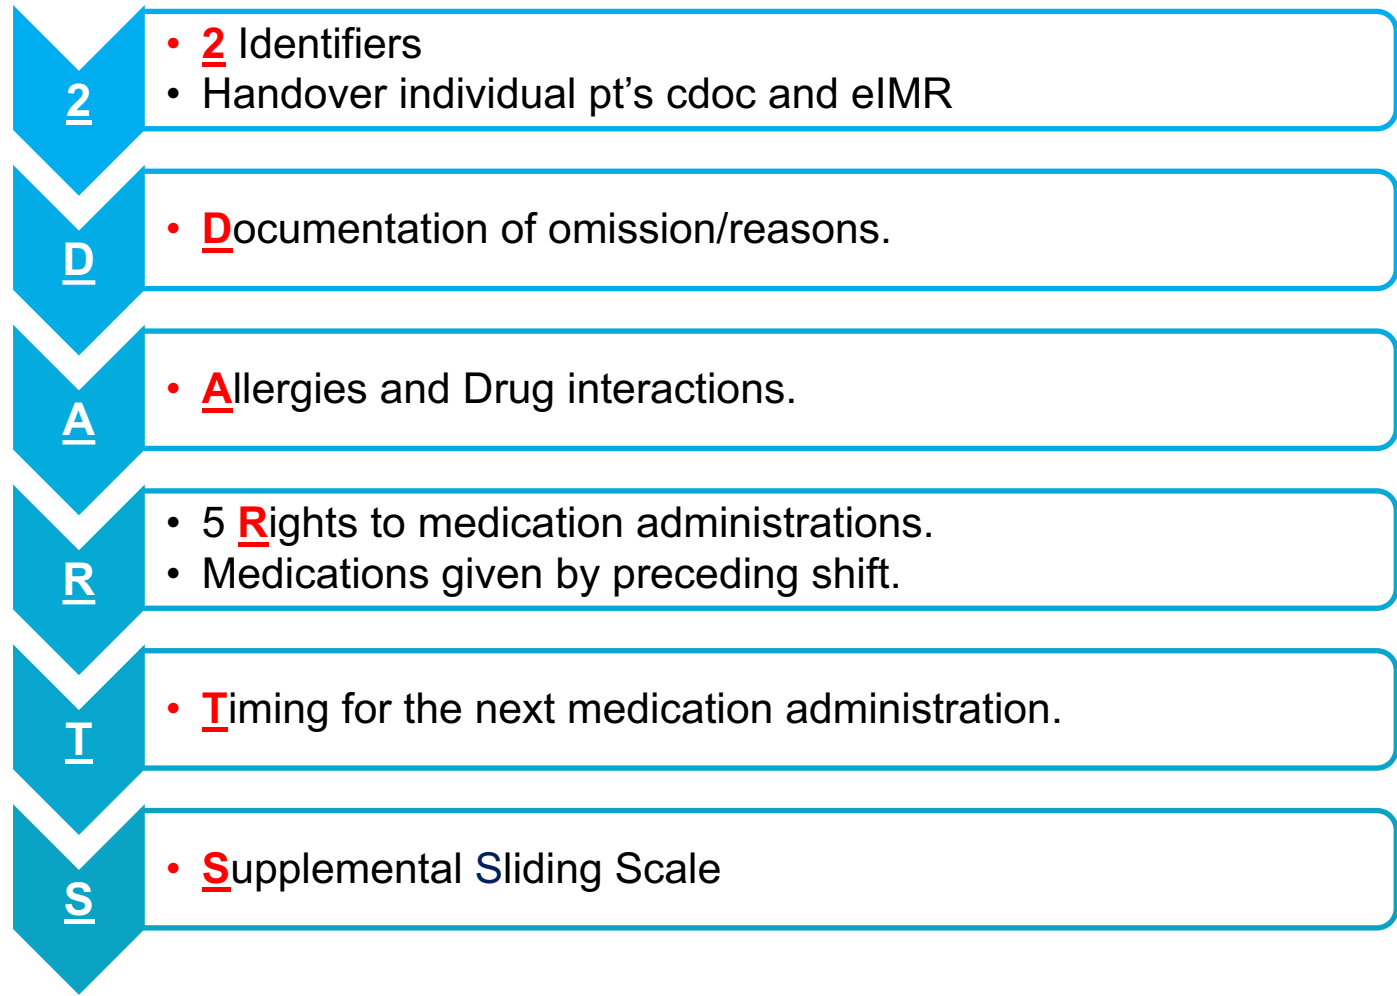 2
• 2 Identifiers
• Handover individual pt's cdoc and eIMR
D
• Documentation of omission/reasons.
A
• Allergies and Drug interactions.
R
• 5 Rights to medication administrations.
• Medications given by preceding shift.
T
• Timing for the next medication administration.
S
• Supplemental Sliding Scale